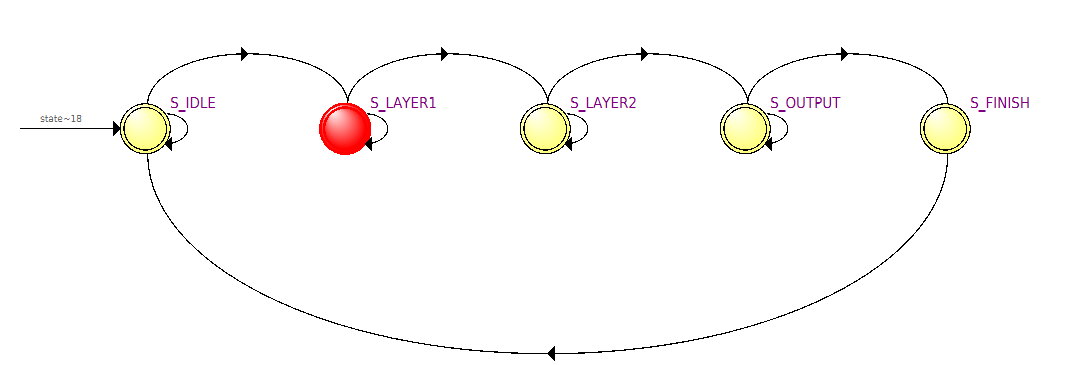 S_IDLE
S_LAYER1
S_LAYER2
S_OUTPUT
S_FINISH
state~18